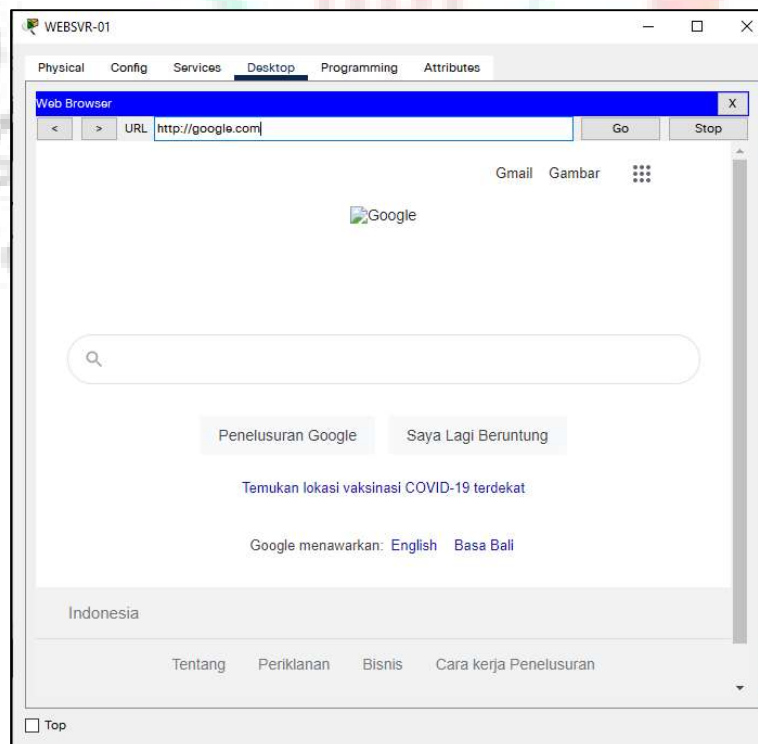 WEBSVR-01
Physical Config Services Desktop Programming Attributes
Web Browser X
< > URL http://google.com Go Stop
Gmail Gambar
Google
Penelusuran Google Saya Lagi Beruntung
Temukan lokasi vaksinasi COVID-19 terdekat
Google menawarkan: English Basa Bali
Indonesia
Tentang Periklanan Bisnis Cara kerja Penelusuran
Top